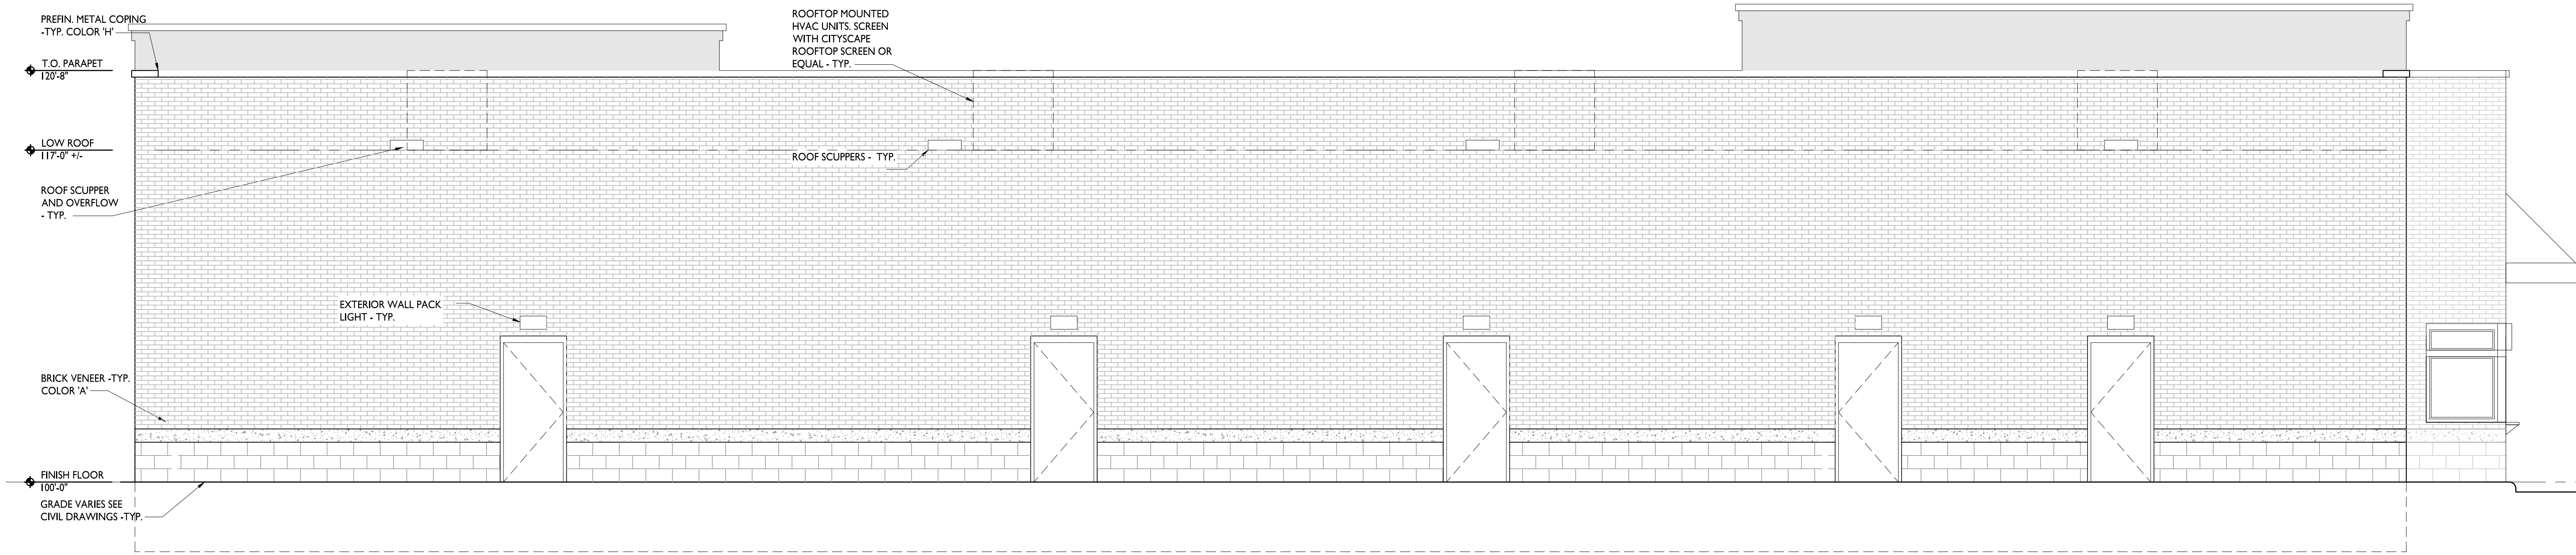 PREFIN. METAL COPING
-TYP. COLOR 'H'
T.O. PARAPET
120'-8"
LOW ROOF
117'-0" +/-
ROOF SCUPPER
AND OVERFLOW
- TYP.
ROOFTOP MOUNTED
HVAC UNITS. SCREEN
WITH CITYSCAPE
ROOFTOP SCREEN OR
EQUAL - TYP.
ROOF SCUPPERS - TYP.
EXTERIOR WALL PACK
LIGHT - TYP.
BRICK VENEER -TYP.
COLOR 'A'
FINISH FLOOR
100'-0"
GRADE VARIES SEE
CIVIL DRAWINGS -TYP.